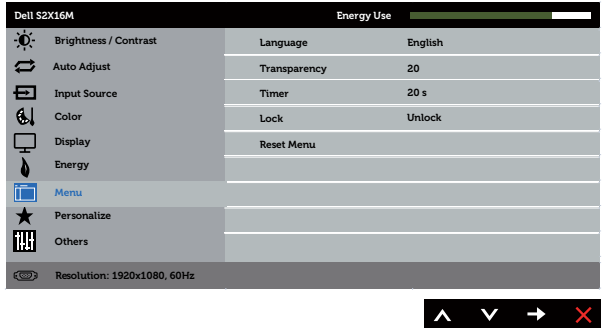 Dell S2X16M Energy Use
Brightness / Contrast
Auto Adjust
Input Source
Color
Display
Energy
Menu
Personalize
Others
Language English
Transparency 20
Timer 20 s
Lock Unlock
Reset Menu
Resolution: 1920x1080, 60Hz